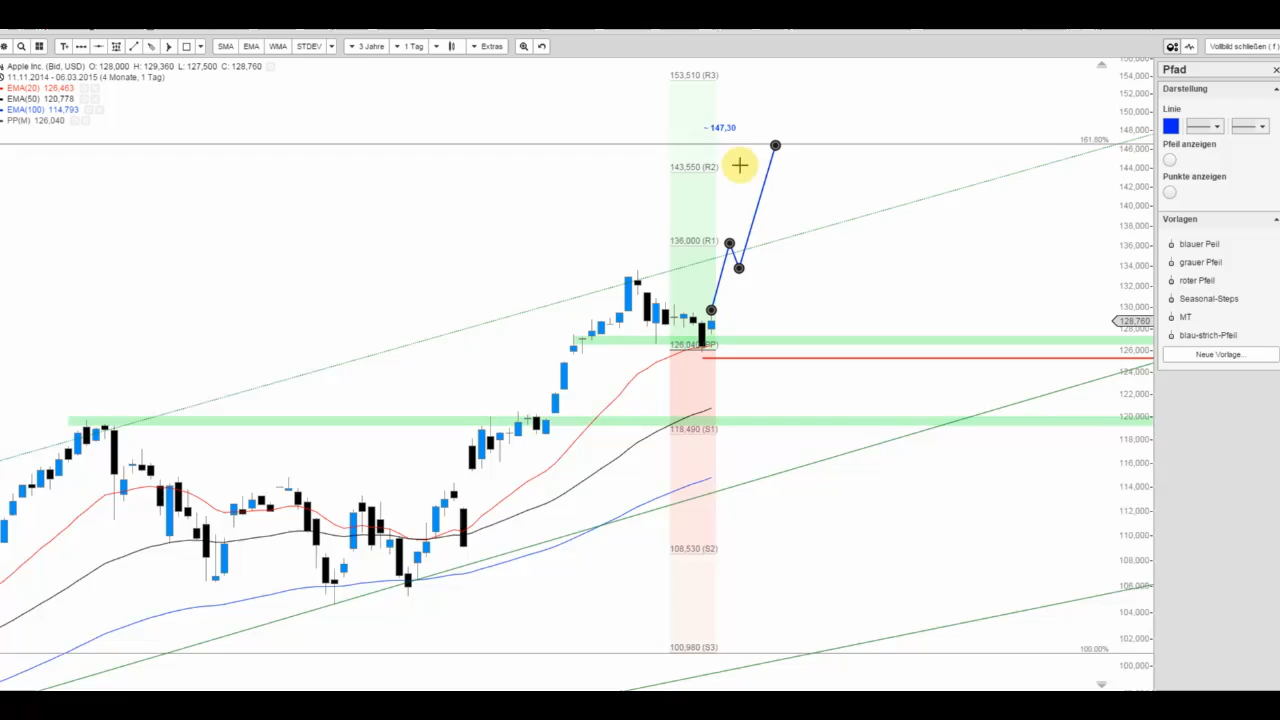 SMA EMA WMA STDEV 3 Jahre 1 Tag Extras Vollbild schließen ( f )
Apple Inc. (Bid, USD) O: 128,000 H: 129,360 L: 127,500 C: 128,760
11.11.2014 - 06.03.2015 (4 Monate, 1 Tag)
EMA(20) 126,463
EMA(50) 120,778
EMA(100) 114,793
PP(M) 126,040
153,510 (R3)
~ 147,30
161,80%
143,550 (R2)
136,000 (R1)
126,040 (PP)
118,490 (S1)
108,530 (S2)
100,980 (S3)
100,00%
154,000
152,000
150,000
148,000
146,000
144,000
142,000
140,000
138,000
136,000
134,000
132,000
130,000
128,760
128,000
126,000
124,000
122,000
120,000
118,000
116,000
114,000
112,000
110,000
108,000
106,000
104,000
102,000
100,000
Pfad
Darstellung
Linie
Pfeil anzeigen
Punkte anzeigen
Vorlagen
blauer Peil
grauer Pfeil
roter Pfeil
Seasonal-Steps
MT
blau-strich-Pfeil
Neue Vorlage...